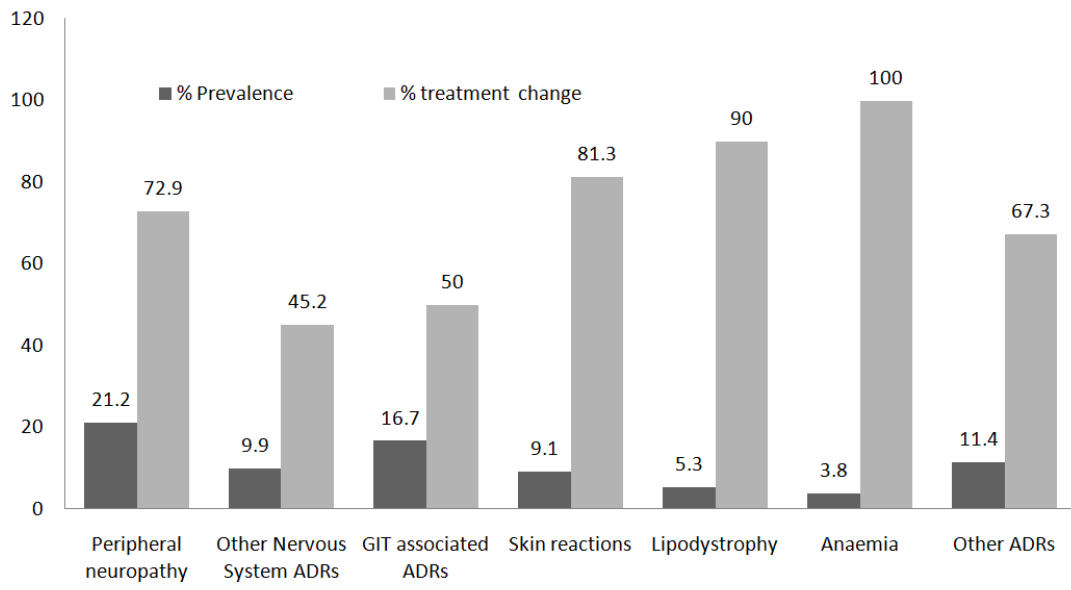 120
100
80
60
40
20
0
% Prevalence
% treatment change
21.2
72.9
9.9
45.2
16.7
50
9.1
81.3
5.3
90
3.8
100
11.4
67.3
Peripheral
neuropathy
Other Nervous
System ADRs
GIT associated
ADRs
Skin reactions
Lipodystrophy
Anaemia
Other ADRs